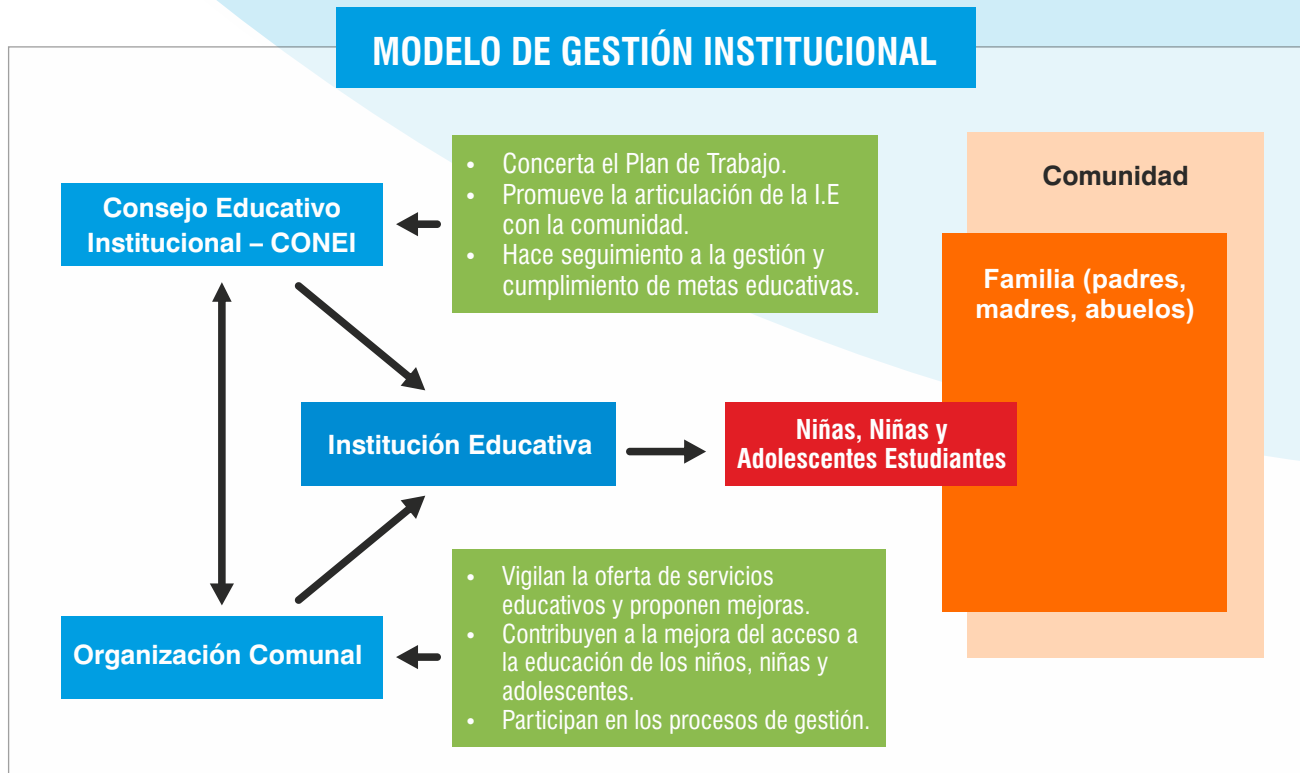 MODELO DE GESTIÓN INSTITUCIONAL
Consejo Educativo
Institucional – CONEI
• Concerta el Plan de Trabajo.
• Promueve la articulación de la I.E
con la comunidad.
• Hace seguimiento a la gestión y
cumplimiento de metas educativas.
Comunidad
Familia (padres,
madres, abuelos)
Institución Educativa
Niñas, Niñas y
Adolescentes Estudiantes
Organización Comunal
• Vigilan la oferta de servicios
educativos y proponen mejoras.
• Contribuyen a la mejora del acceso a
la educación de los niños, niñas y
adolescentes.
• Participan en los procesos de gestión.